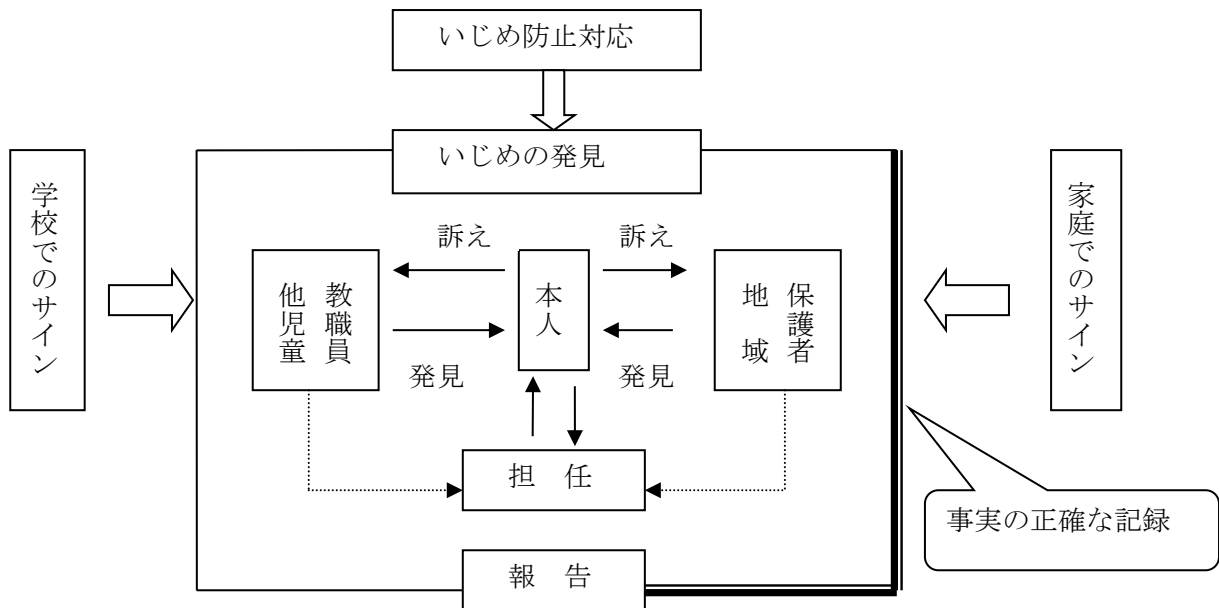 いじめ防止対応
いじめの発見
学校でのサイン
家庭でのサイン
訴え
訴え
教職員
他児童
本人
保護者
地　域
発見
発見
担　任
事実の正確な記録
報　告